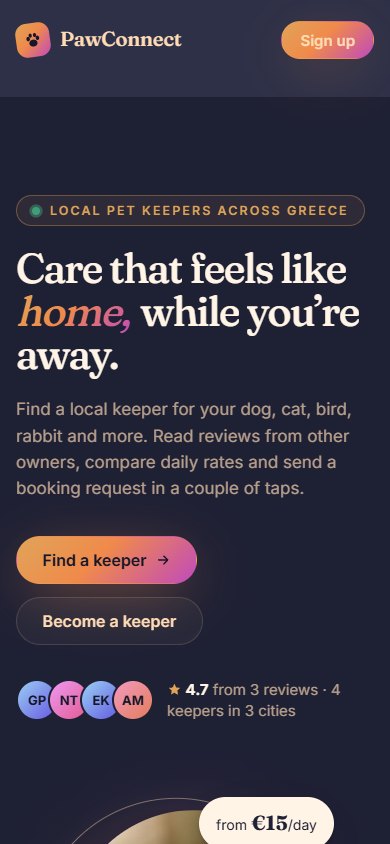 PawConnect
Sign up
LOCAL PET KEEPERS ACROSS GREECE
Care that feels like
home, while you’re
away.
Find a local keeper for your dog, cat, bird,
rabbit and more. Read reviews from other
owners, compare daily rates and send a
booking request in a couple of taps.
Find a keeper →
Become a keeper
GP NT EK AM
★ 4.7 from 3 reviews · 4
keepers in 3 cities
from €15/day